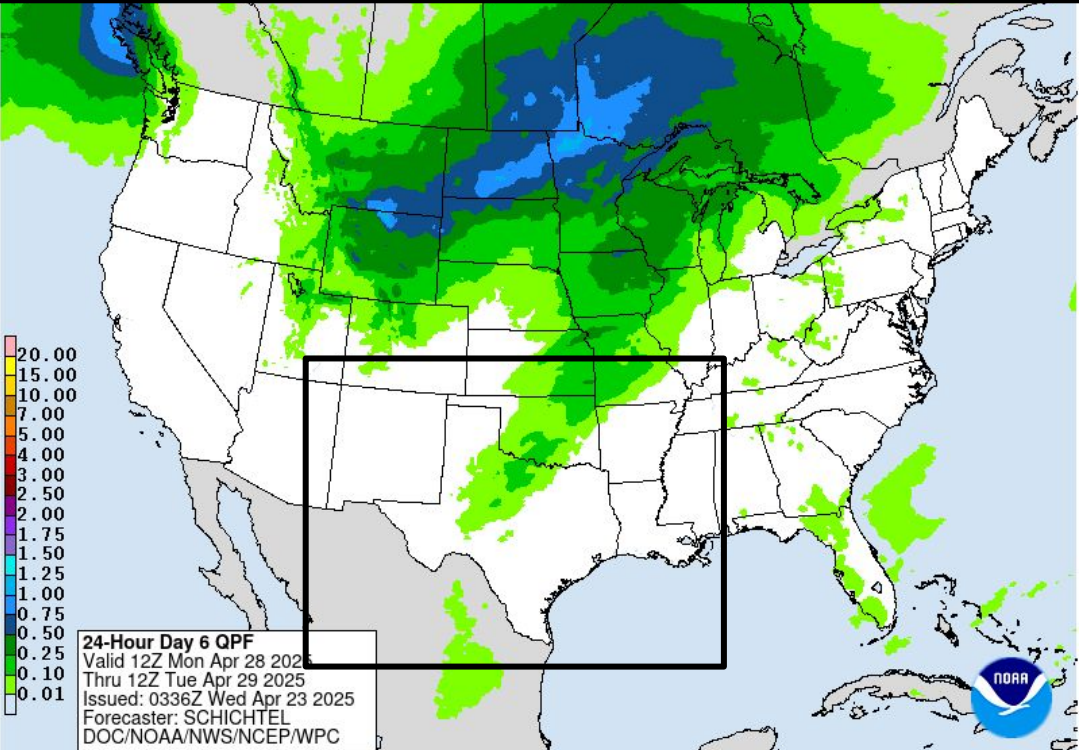 20.00
15.00
10.00
7.00
5.00
4.00
3.00
2.50
2.00
1.75
1.50
1.25
1.00
0.75
0.50
0.25
0.10
0.01
24-Hour Day 6 QPF
Valid 12Z Mon Apr 28 2025
Thru 12Z Tue Apr 29 2025
Issued: 0336Z Wed Apr 23 2025
Forecaster: SCHICHTEL
DOC/NOAA/NWS/NCEP/WPC
NOAA